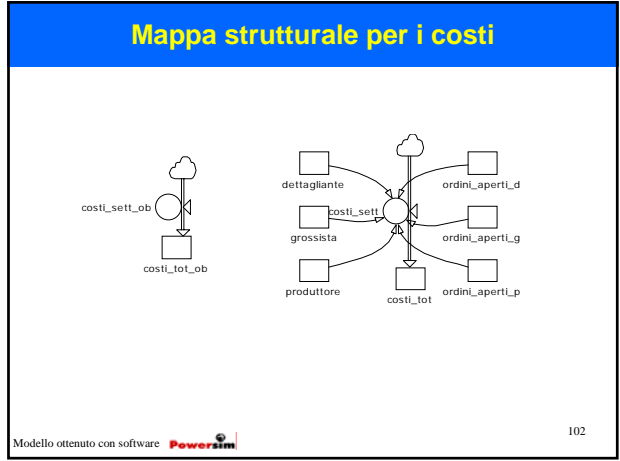 Mappa strutturale per i costi
costi_sett_ob
costi_tot_ob
dettagliante
ordini_aperti_d
costi_sett
grossista
ordini_aperti_g
produttore
costi_tot
ordini_aperti_p
Modello ottenuto con software Powersim
102